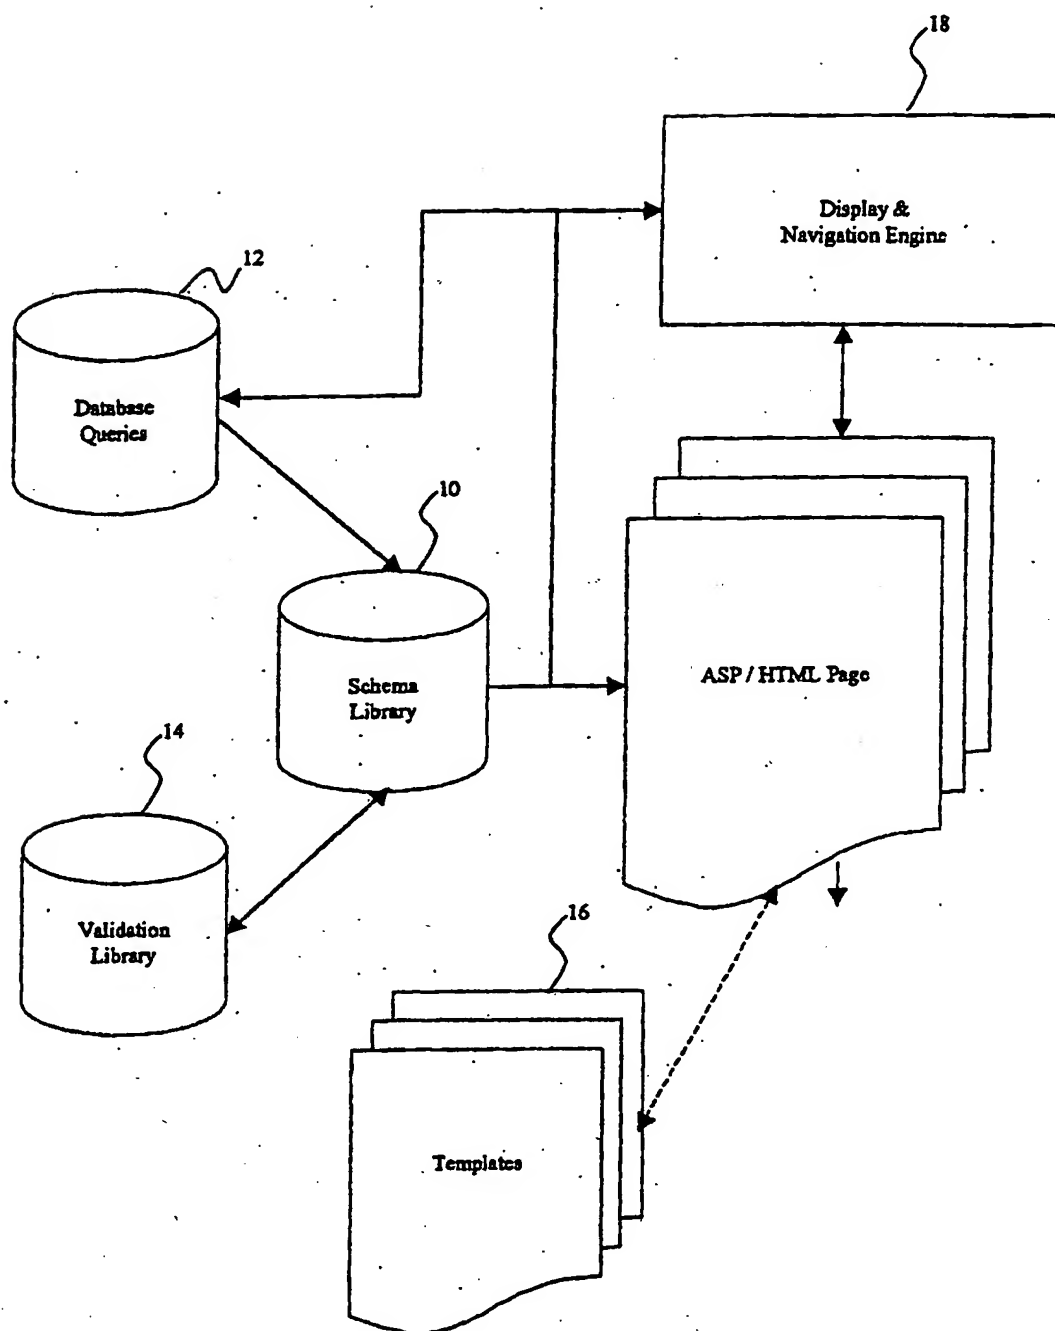 18
Display &
Navigation Engine
12
Database
Queries
10
Schema
Library
ASP / HTML Page
14
Validation
Library
16
Templates